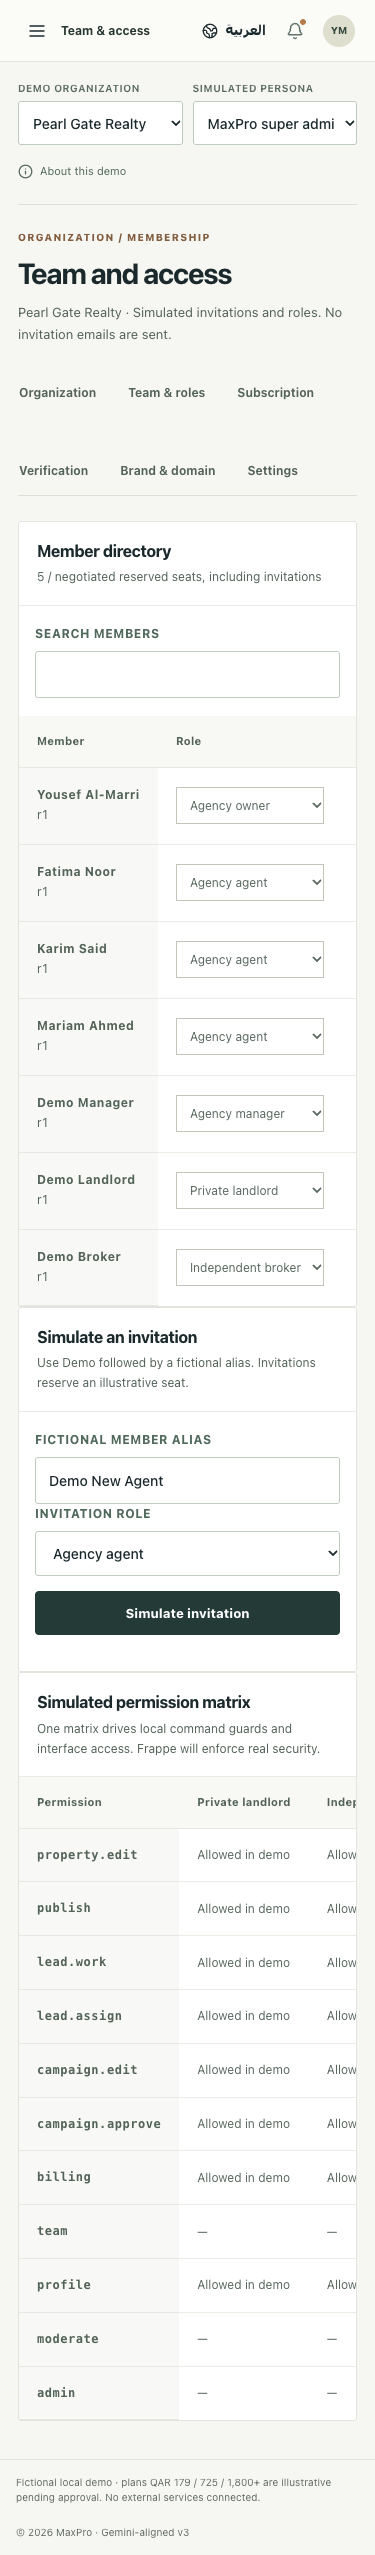 Team & access
العربية
YM
DEMO ORGANIZATION
SIMULATED PERSONA
Pearl Gate Realty
MaxPro super admi
About this demo
ORGANIZATION / MEMBERSHIP
Team and access
Pearl Gate Realty · Simulated invitations and roles. No
invitation emails are sent.
Organization
Team & roles
Subscription
Verification
Brand & domain
Settings
Member directory
5 / negotiated reserved seats, including invitations
SEARCH MEMBERS
Member
Role
Yousef Al-Marri
r1
Agency owner
Fatima Noor
r1
Agency agent
Karim Said
r1
Agency agent
Mariam Ahmed
r1
Agency agent
Demo Manager
r1
Agency manager
Demo Landlord
r1
Private landlord
Demo Broker
r1
Independent broker
Simulate an invitation
Use Demo followed by a fictional alias. Invitations
reserve an illustrative seat.
FICTIONAL MEMBER ALIAS
Demo New Agent
INVITATION ROLE
Agency agent
Simulate invitation
Simulated permission matrix
One matrix drives local command guards and
interface access. Frappe will enforce real security.
Permission Private landlord Indep
property.edit Allowed in demo Allow
publish Allowed in demo Allow
lead.work Allowed in demo Allow
lead.assign Allowed in demo Allow
campaign.edit Allowed in demo Allow
campaign.approve Allowed in demo Allow
billing Allowed in demo Allow
team — —
profile Allowed in demo Allow
moderate — —
admin — —
Fictional local demo · plans QAR 179 / 725 / 1,800+ are illustrative
pending approval. No external services connected.
© 2026 MaxPro · Gemini-aligned v3